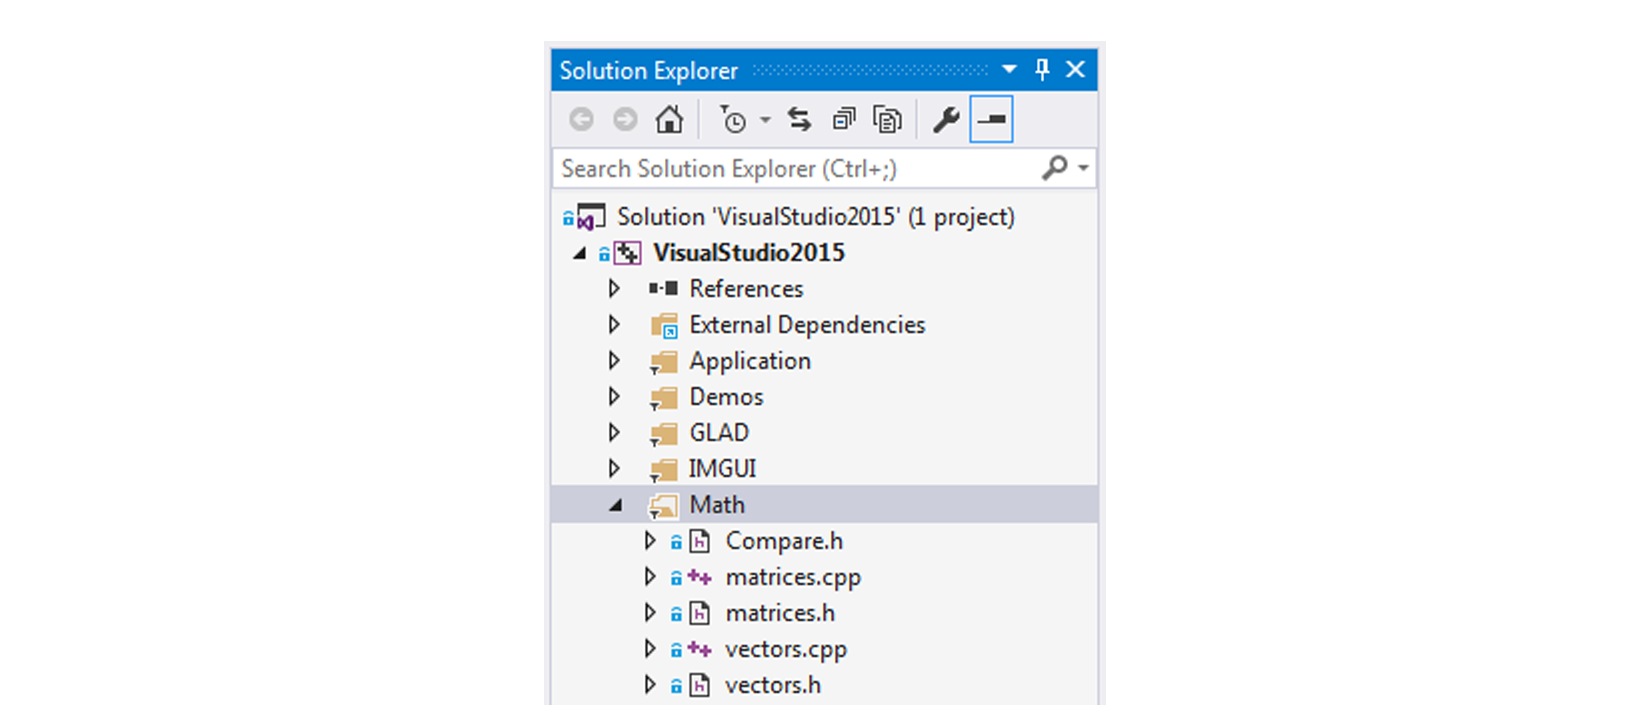 Solution Explorer
Search Solution Explorer (Ctrl+;)
Solution 'VisualStudio2015' (1 project)
VisualStudio2015
References
External Dependencies
Application
Demos
GLAD
IMGUI
Math
Compare.h
matrices.cpp
matrices.h
vectors.cpp
vectors.h